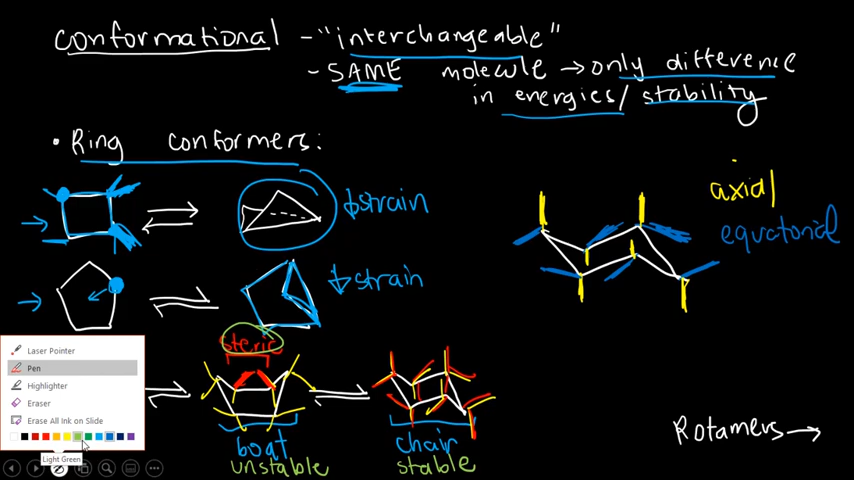 conformational - "interchangeable"
- SAME molecule → only difference
in energies/stability
• Ring conformers:
axial
equatorial
↓strain
↓strain
Laser Pointer
Pen
Highlighter
Eraser
Erase All Ink on Slide
Light Green
steric
boat
unstable
chair
stable
Rotamers →